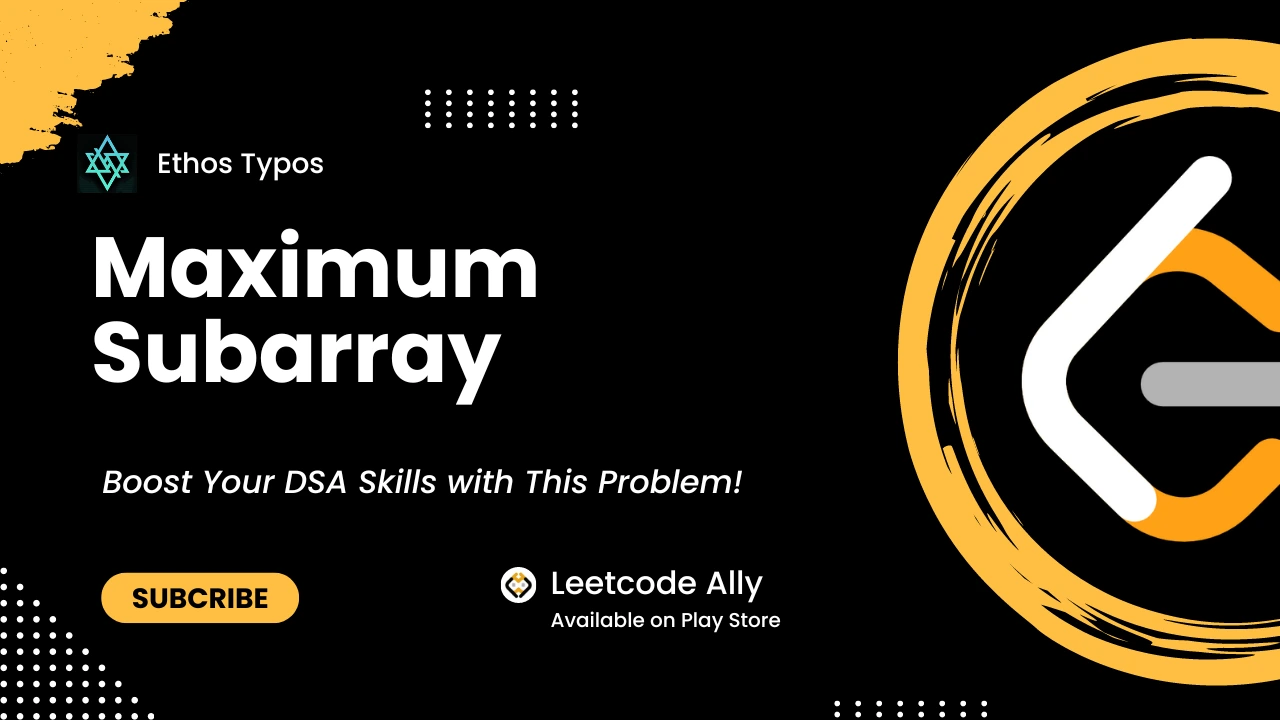 Ethos Typos
Maximum
Subarray
Boost Your DSA Skills with This Problem!
SUBCRIBE
Leetcode Ally
Available on Play Store